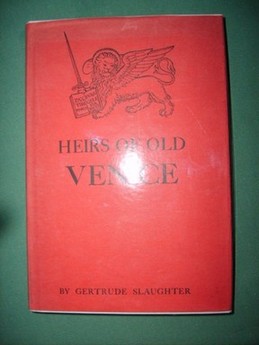 HEIRS OF OLD
VENICE
BY GERTRUDE SLAUGHTER